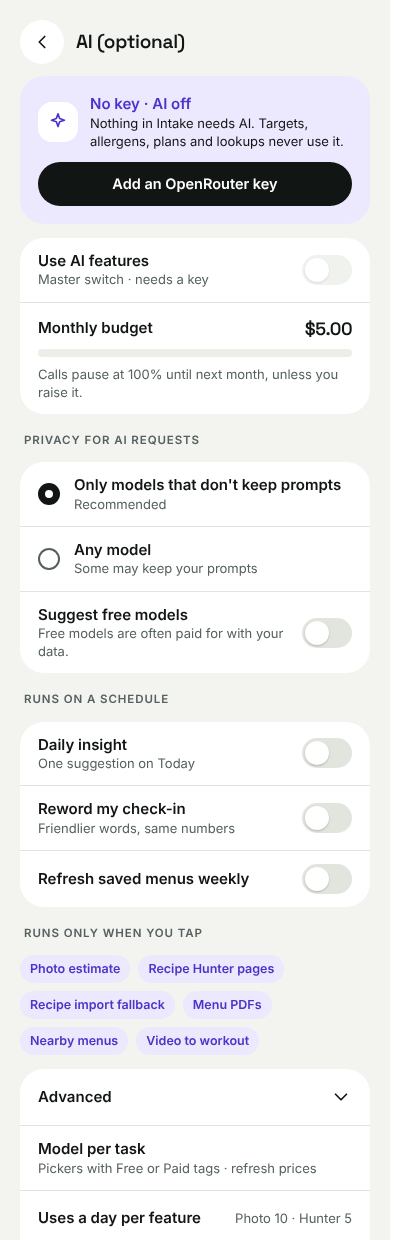 AI (optional)
No key · AI off
Nothing in Intake needs AI. Targets,
allergens, plans and lookups never use it.
Add an OpenRouter key
Use AI features
Master switch · needs a key
Monthly budget
$5.00
Calls pause at 100% until next month, unless you
raise it.
PRIVACY FOR AI REQUESTS
Only models that don't keep prompts
Recommended
Any model
Some may keep your prompts
Suggest free models
Free models are often paid for with your
data.
RUNS ON A SCHEDULE
Daily insight
One suggestion on Today
Reword my check-in
Friendlier words, same numbers
Refresh saved menus weekly
RUNS ONLY WHEN YOU TAP
Photo estimate
Recipe Hunter pages
Recipe import fallback
Menu PDFs
Nearby menus
Video to workout
Advanced
Model per task
Pickers with Free or Paid tags · refresh prices
Uses a day per feature
Photo 10 · Hunter 5